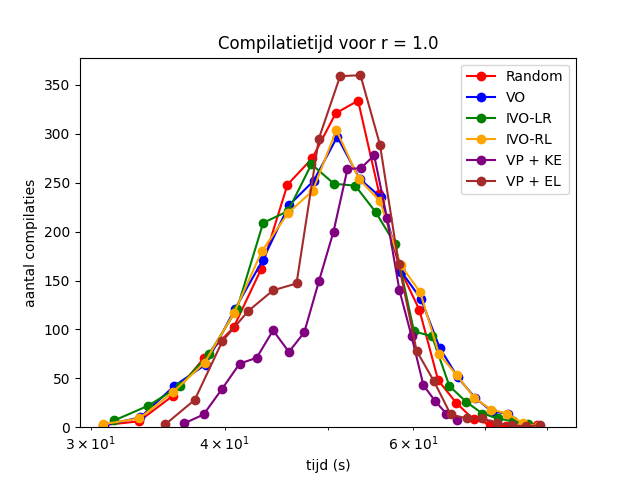 Compilatietijd voor r = 1.0
350
300
250
200
150
100
50
0
aantal compilaties
3 × 10¹
4 × 10¹
6 × 10¹
tijd (s)
Random
VO
IVO-LR
IVO-RL
VP + KE
VP + EL